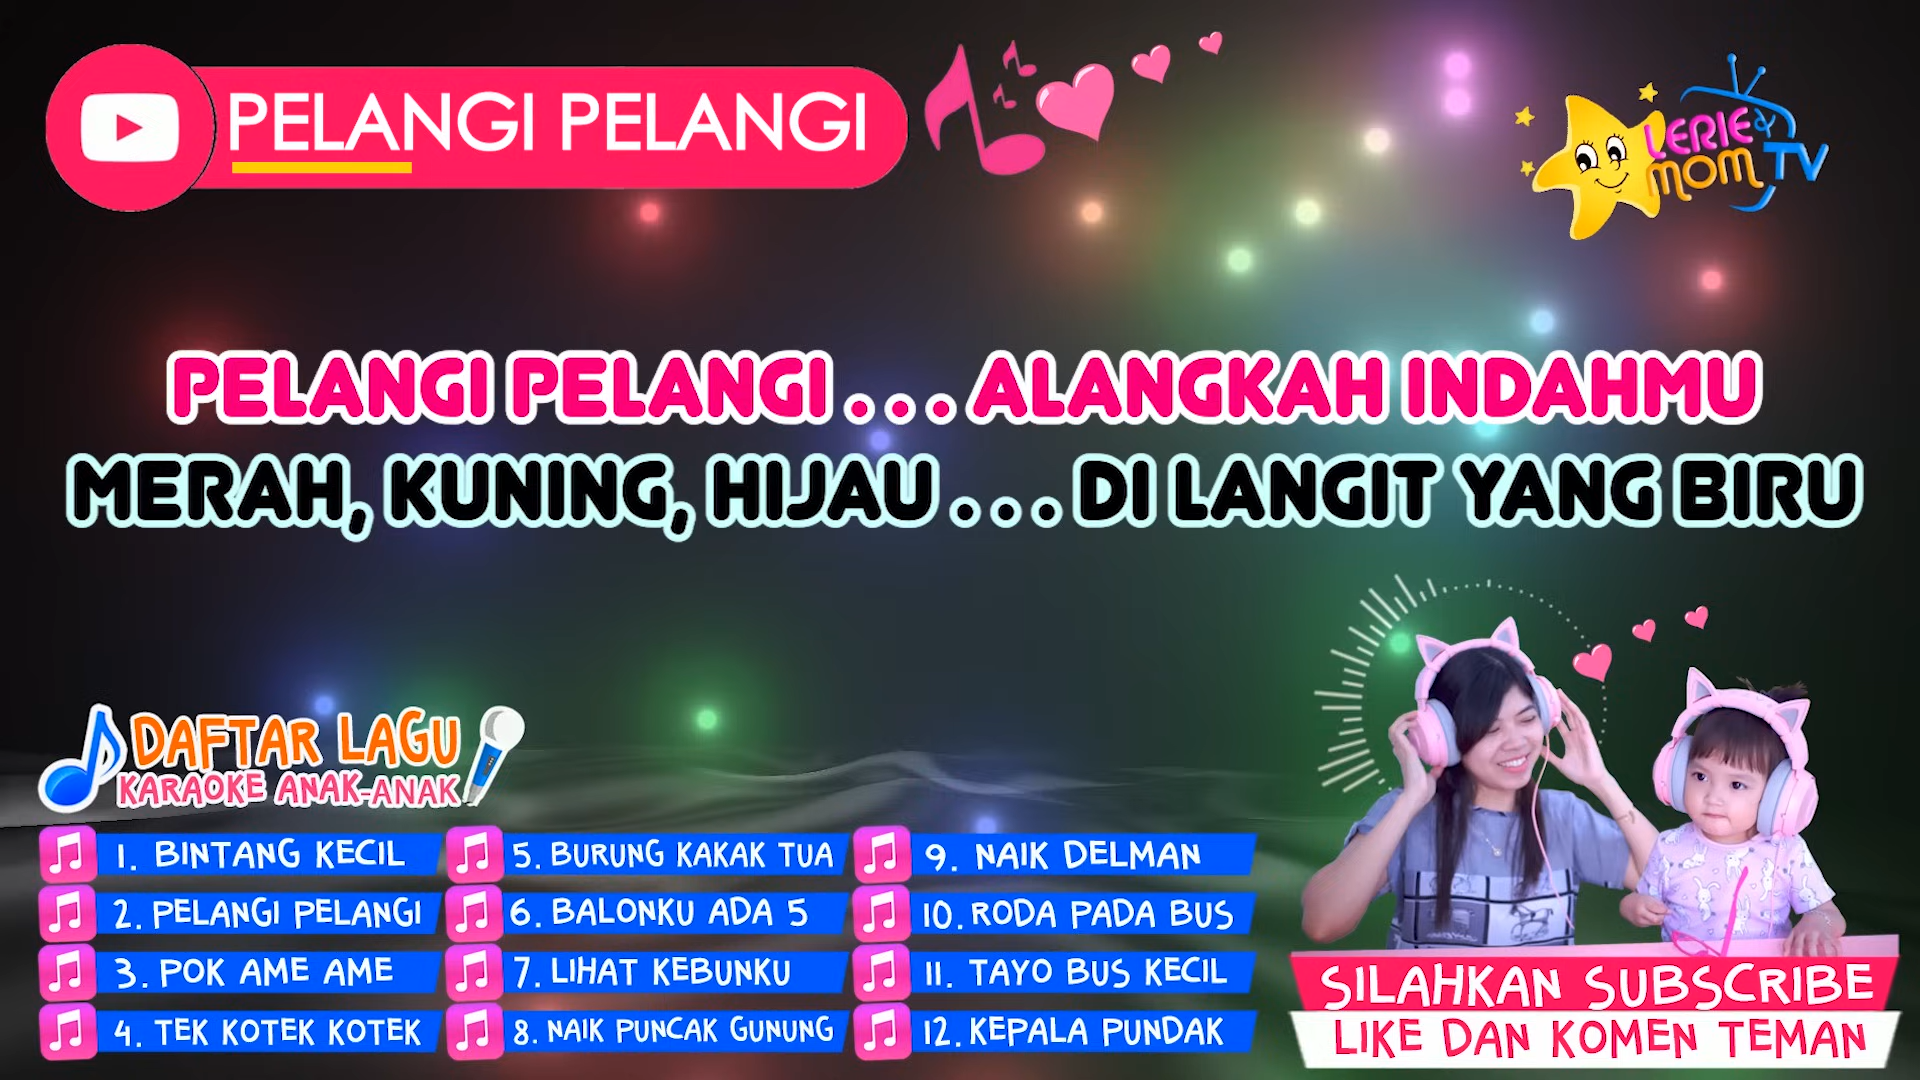 PELANGI PELANGI
LERIE &
MOM TV
PELANGI PELANGI . . . ALANGKAH INDAHMU
MERAH, KUNING, HIJAU . . . DI LANGIT YANG BIRU
DAFTAR LAGU
KARAOKE ANAK-ANAK
1. BINTANG KECIL
2. PELANGI PELANGI
3. POK AME AME
4. TEK KOTEK KOTEK
5. BURUNG KAKAK TUA
6. BALONKU ADA 5
7. LIHAT KEBUNKU
8. NAIK PUNCAK GUNUNG
9. NAIK DELMAN
10. RODA PADA BUS
11. TAYO BUS KECIL
12. KEPALA PUNDAK
SILAHKAN SUBSCRIBE
LIKE DAN KOMEN TEMAN